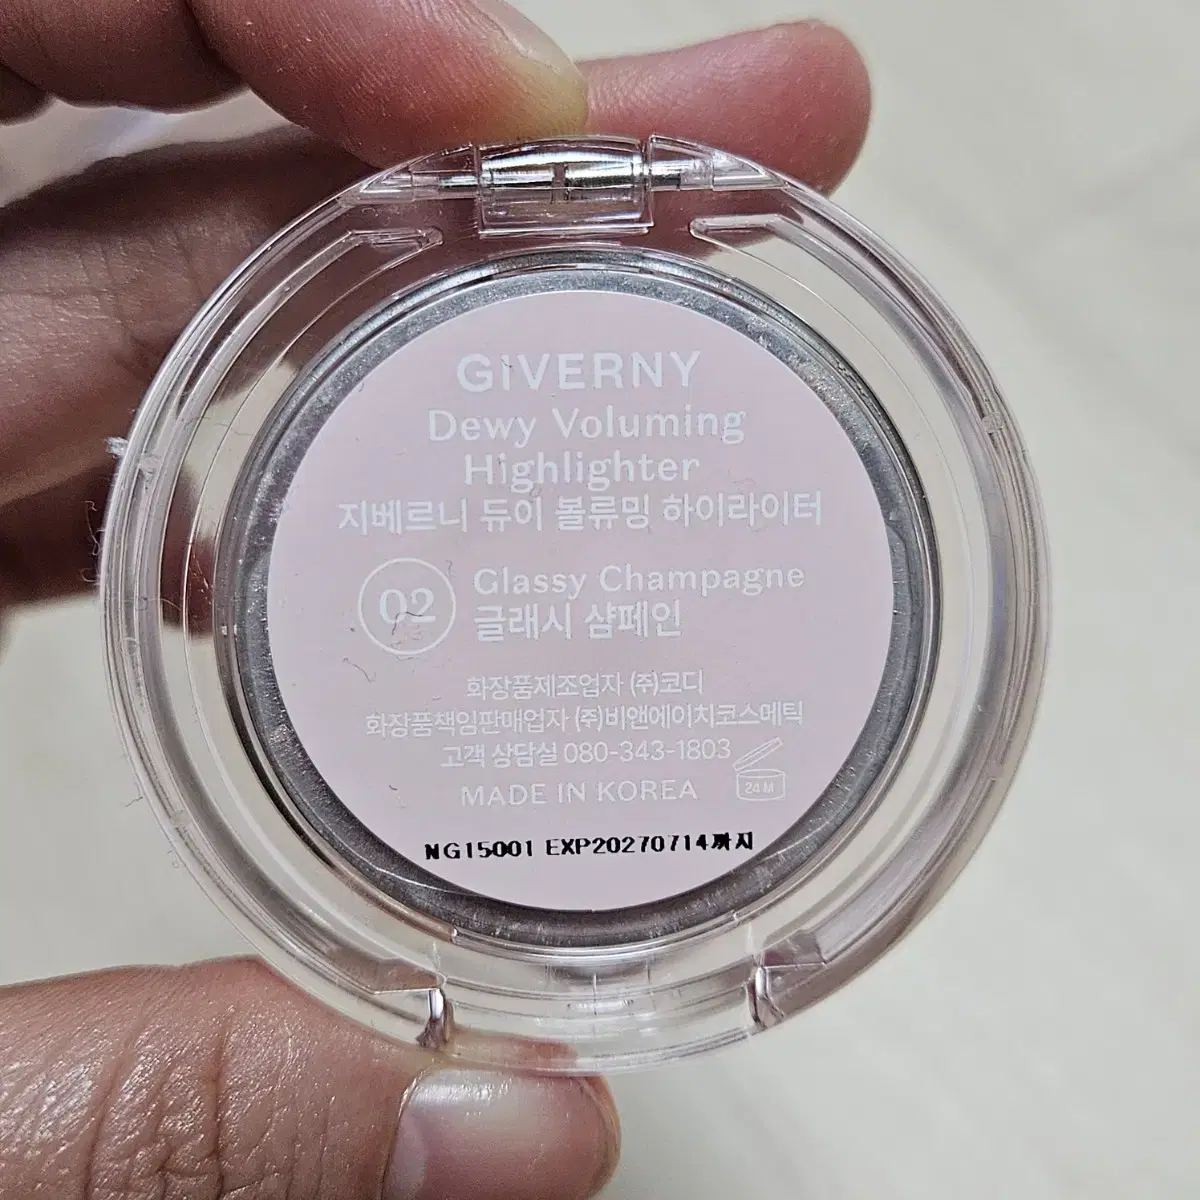 GiVERNY
Dewy Voluming
Highlighter
지베르니 듀이 볼류밍 하이라이터
02
Glassy Champagne
글래시 샴페인
화장품제조업자 (주)코디
화장품책임판매업자 (주)비앤에이치코스메틱
고객 상담실 080-343-1803
MADE IN KOREA
24 M
NG15001 EXP20270714까지